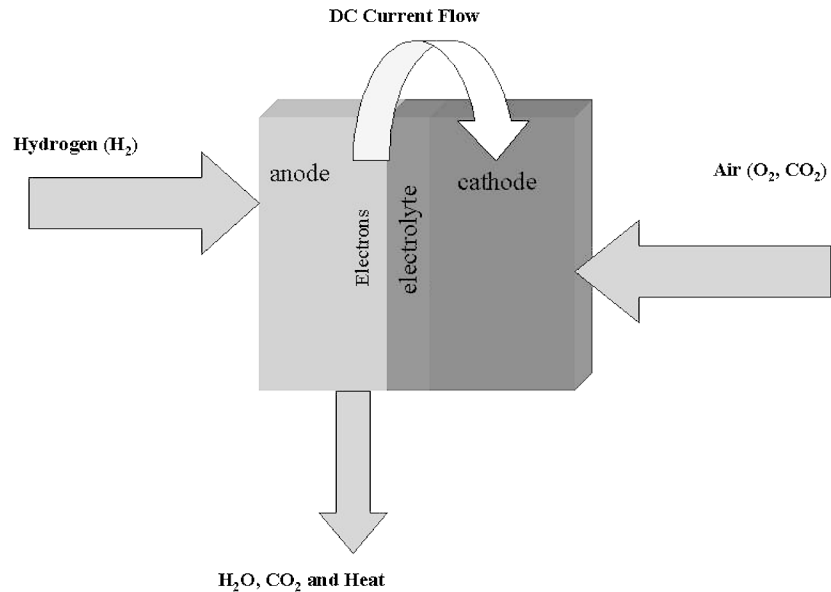 DC Current Flow
Hydrogen (H₂)
anode
cathode
Air (O₂, CO₂)
Electrons
electrolyte
H₂O, CO₂ and Heat